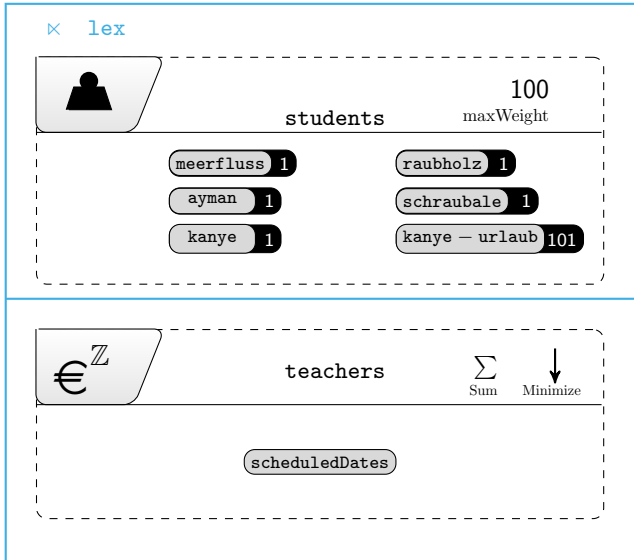 ⋉ lex
100
students maxWeight
meerfluss 1 raubholz 1
ayman 1 schraubale 1
kanye 1 kanye − urlaub 101
€ℤ teachers ∑ ↓
Sum Minimize
scheduledDates